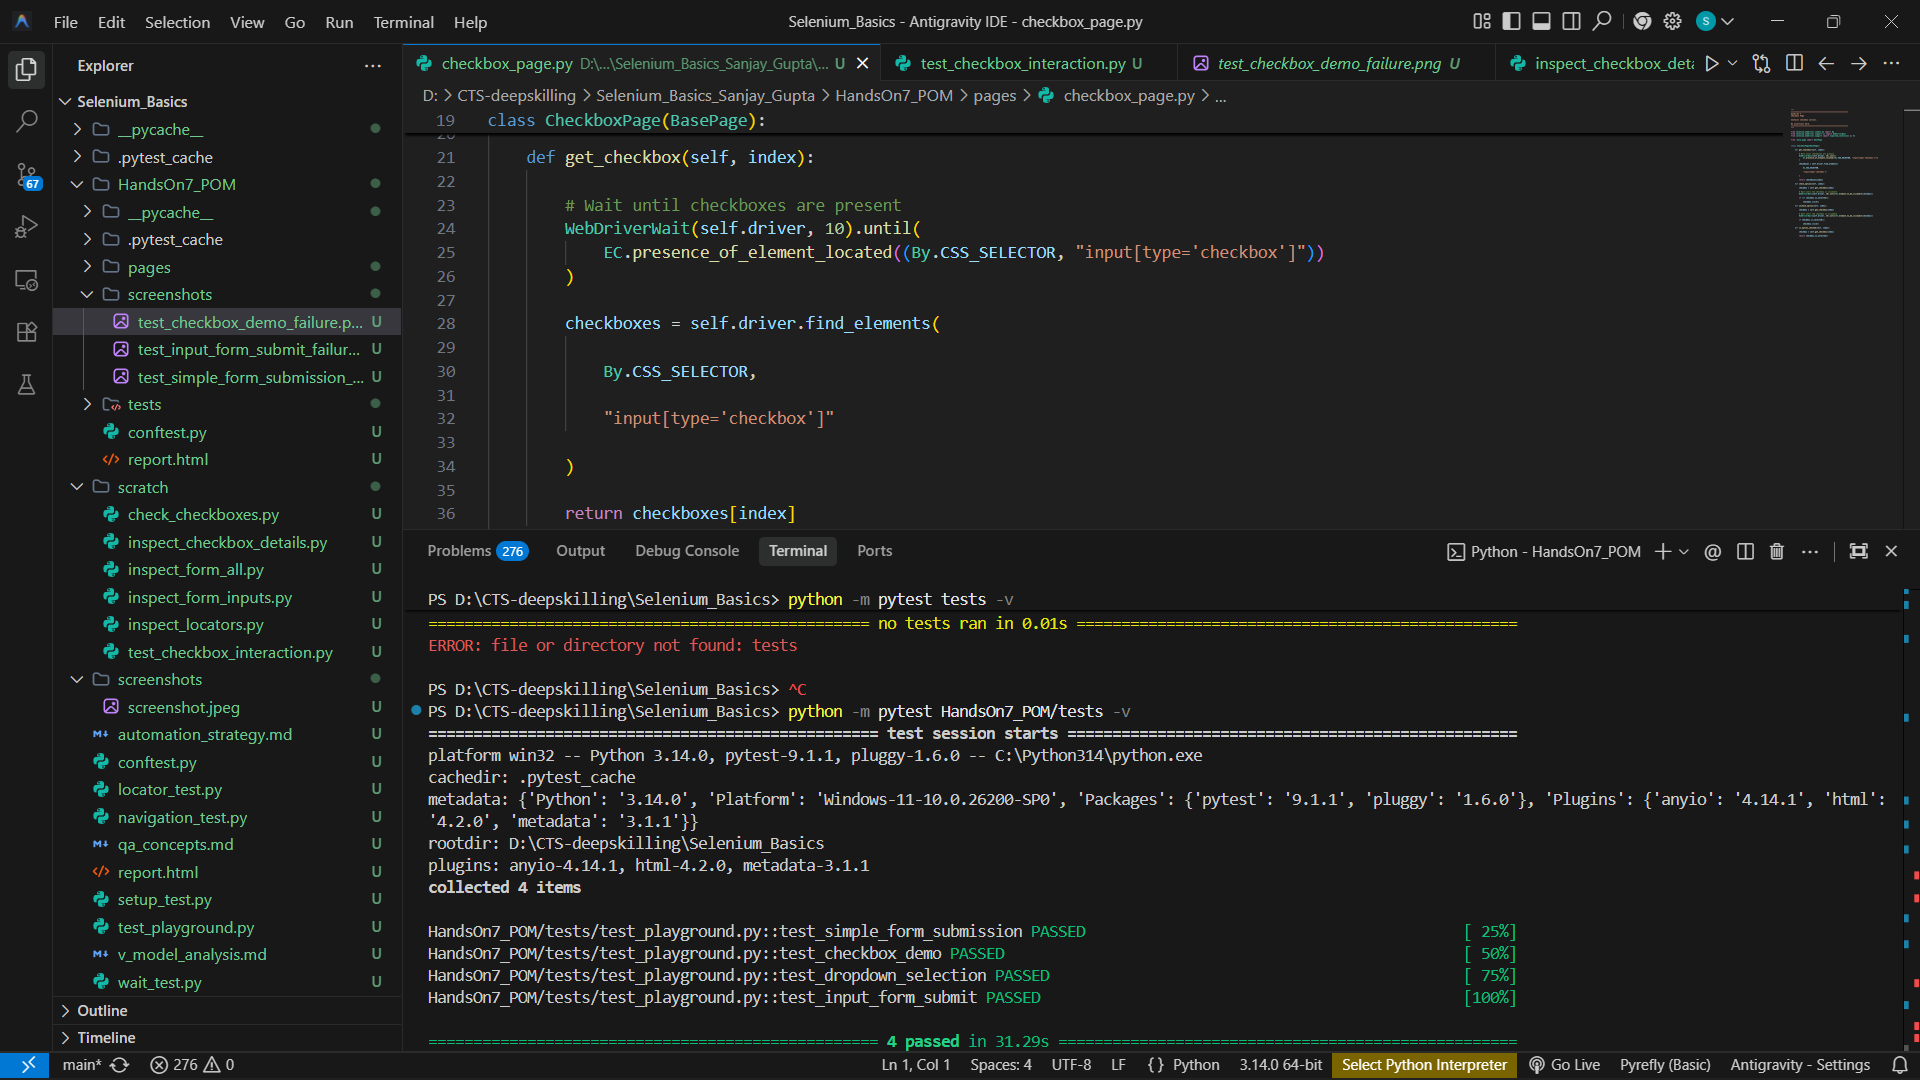 File Edit Selection View Go Run Terminal Help
Selenium_Basics - Antigravity IDE - checkbox_page.py
S
Explorer
Selenium_Basics
__pycache__
.pytest_cache
HandsOn7_POM
__pycache__
.pytest_cache
pages
screenshots
test_checkbox_demo_failure.p... U
test_input_form_submit_failur... U
test_simple_form_submission_... U
tests
conftest.py U
report.html U
scratch
check_checkboxes.py U
inspect_checkbox_details.py U
inspect_form_all.py U
inspect_form_inputs.py U
inspect_locators.py U
test_checkbox_interaction.py U
screenshots
screenshot.jpeg U
automation_strategy.md U
conftest.py U
locator_test.py U
navigation_test.py U
qa_concepts.md U
report.html U
setup_test.py U
test_playground.py U
v_model_analysis.md U
wait_test.py U
Outline
Timeline
67
checkbox_page.py D:\...\Selenium_Basics_Sanjay_Gupta\... U
test_checkbox_interaction.py U
test_checkbox_demo_failure.png U
inspect_checkbox_deta
D: > CTS-deepskilling > Selenium_Basics_Sanjay_Gupta > HandsOn7_POM > pages > checkbox_page.py > ...
19 class CheckboxPage(BasePage):
21 def get_checkbox(self, index):
22
23 # Wait until checkboxes are present
24 WebDriverWait(self.driver, 10).until(
25 EC.presence_of_element_located((By.CSS_SELECTOR, "input[type='checkbox']"))
26 )
27
28 checkboxes = self.driver.find_elements(
29
30 By.CSS_SELECTOR,
31
32 "input[type='checkbox']"
33
34 )
35
36 return checkboxes[index]
Problems 276 Output Debug Console Terminal Ports
Python - HandsOn7_POM
PS D:\CTS-deepskilling\Selenium_Basics> python -m pytest tests -v
================================================= no tests ran in 0.01s =================================================
ERROR: file or directory not found: tests
PS D:\CTS-deepskilling\Selenium_Basics> ^C
PS D:\CTS-deepskilling\Selenium_Basics> python -m pytest HandsOn7_POM/tests -v
================================================== test session starts ==================================================
platform win32 -- Python 3.14.0, pytest-9.1.1, pluggy-1.6.0 -- C:\Python314\python.exe
cachedir: .pytest_cache
metadata: {'Python': '3.14.0', 'Platform': 'Windows-11-10.0.26200-SP0', 'Packages': {'pytest': '9.1.1', 'pluggy': '1.6.0'}, 'Plugins': {'anyio': '4.14.1', 'html':
'4.2.0', 'metadata': '3.1.1'}}
rootdir: D:\CTS-deepskilling\Selenium_Basics
plugins: anyio-4.14.1, html-4.2.0, metadata-3.1.1
collected 4 items
HandsOn7_POM/tests/test_playground.py::test_simple_form_submission PASSED [ 25%]
HandsOn7_POM/tests/test_playground.py::test_checkbox_demo PASSED [ 50%]
HandsOn7_POM/tests/test_playground.py::test_dropdown_selection PASSED [ 75%]
HandsOn7_POM/tests/test_playground.py::test_input_form_submit PASSED [100%]
================================================== 4 passed in 31.29s ===================================================
main* 276 0
Ln 1, Col 1 Spaces: 4 UTF-8 LF {} Python 3.14.0 64-bit Select Python Interpreter Go Live Pyrefly (Basic) Antigravity - Settings